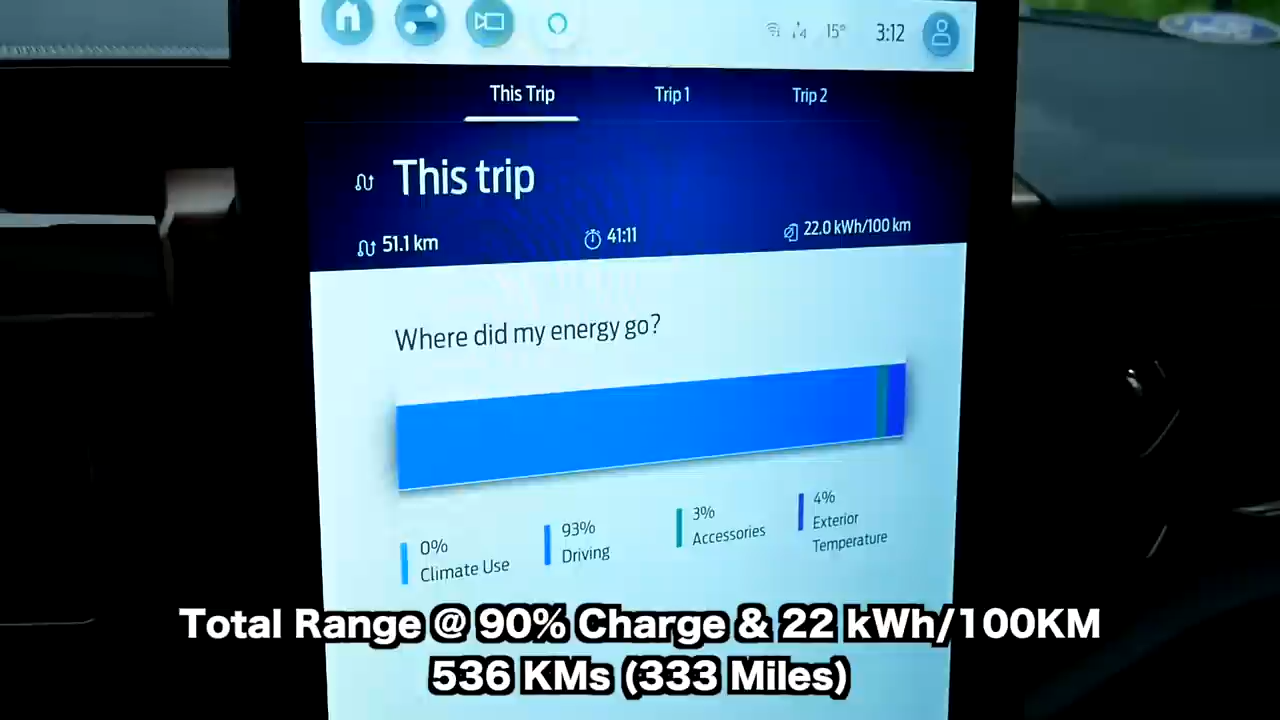 15° 3:12
This Trip Trip 1 Trip 2
This trip
51.1 km 41:11 22.0 kWh/100 km
Where did my energy go?
0% Climate Use
93% Driving
3% Accessories
4% Exterior Temperature
Total Range @ 90% Charge & 22 kWh/100KM
536 KMs (333 Miles)